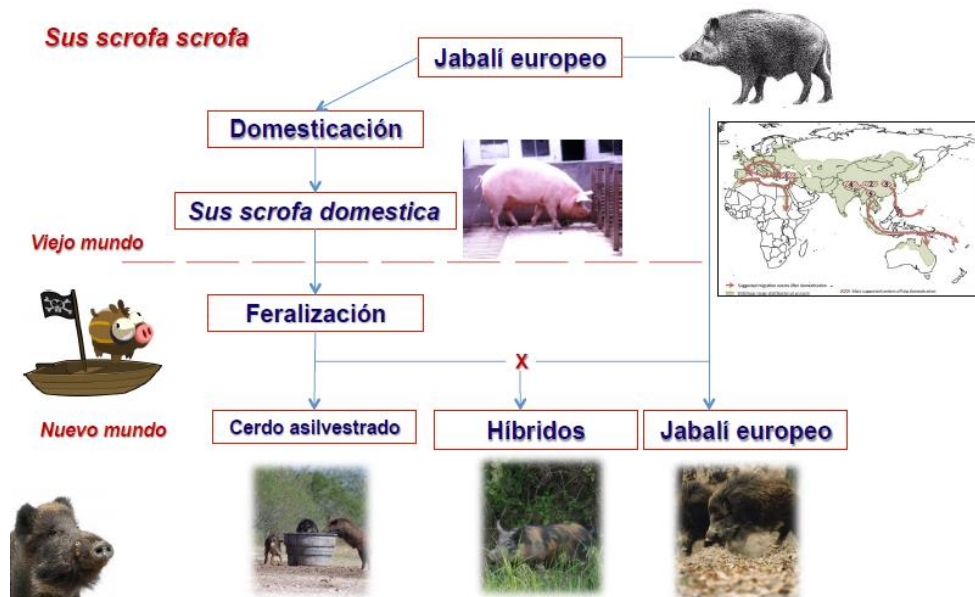 Sus scrofa scrofa
Jabalí europeo
Domesticación
Sus scrofa domestica
Viejo mundo
Feralización
X
Nuevo mundo
Cerdo asilvestrado
Híbridos
Jabalí europeo